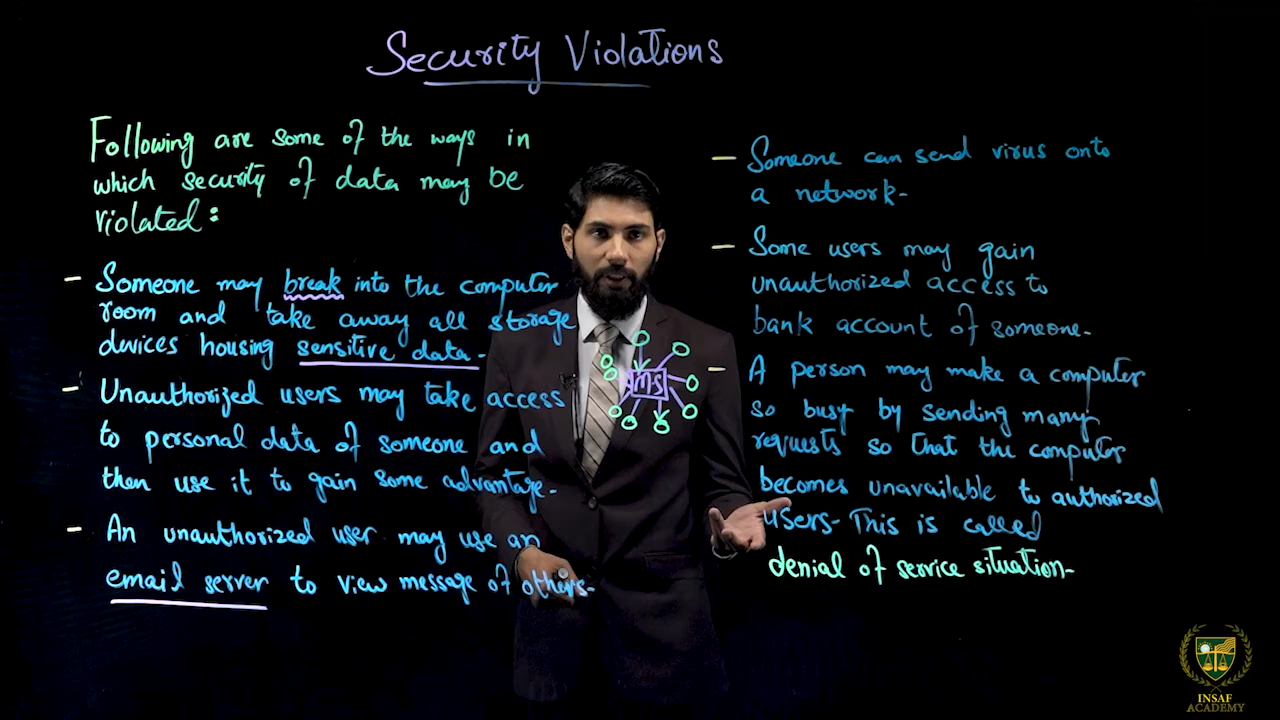 Security Violations
Following are some of the ways in
which security of data may be
violated:
- Someone may break into the computer
room and take away all storage
devices housing sensitive data.
- Unauthorized users may take access
to personal data of someone and
then use it to gain some advantage.
- An unauthorized user may use an
email server to view message of others.
MS
- Someone can send virus onto
a network.
- Some users may gain
unauthorized access to
bank account of someone.
- A person may make a computer
so busy by sending many
requests so that the computer
becomes unavailable to authorized
users. This is called
denial of service situation.
INSAF
ACADEMY